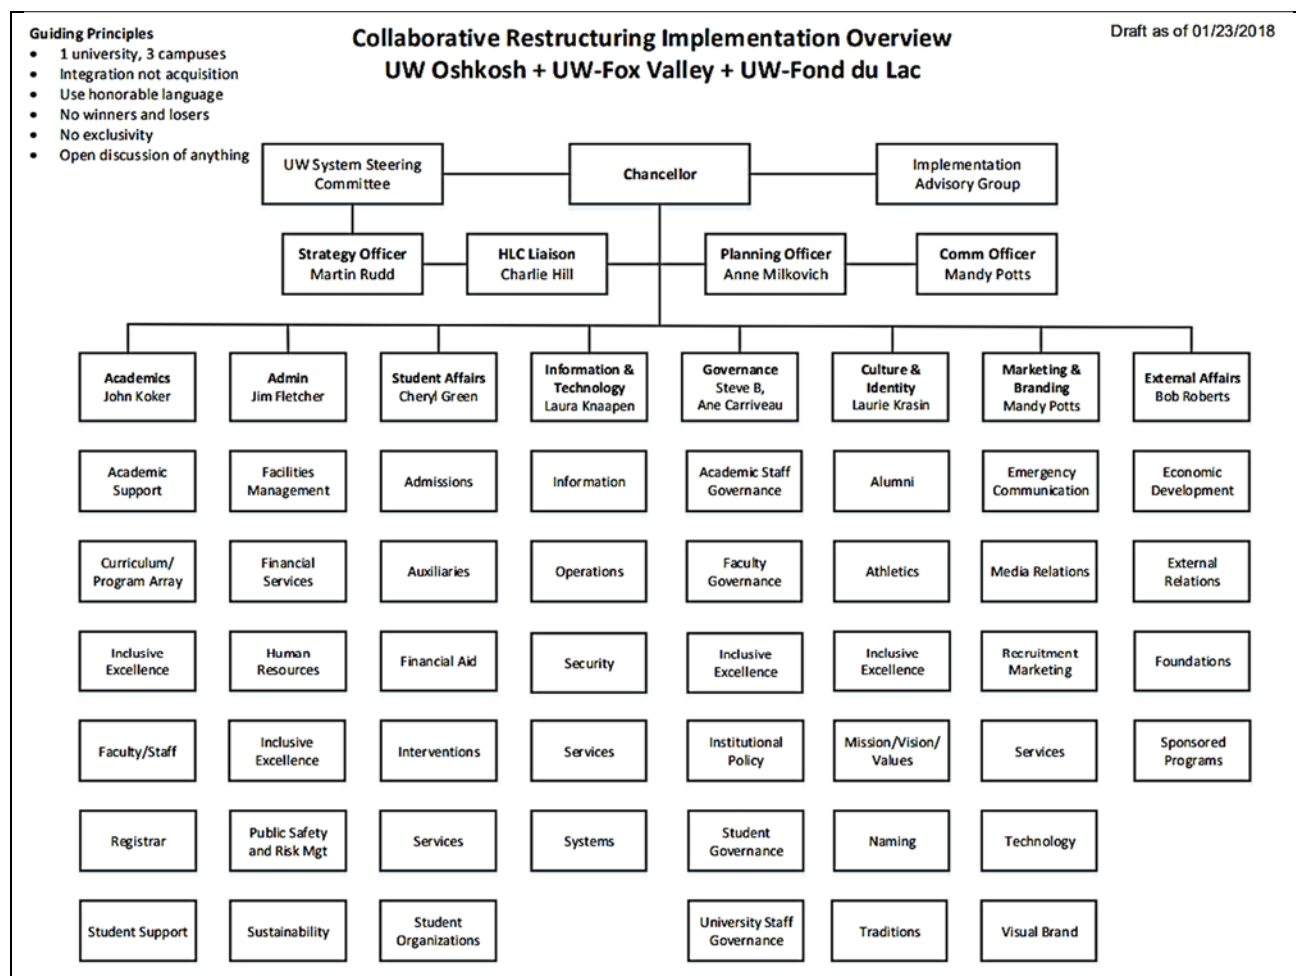 Guiding Principles
• 1 university, 3 campuses
• Integration not acquisition
• Use honorable language
• No winners and losers
• No exclusivity
• Open discussion of anything
Collaborative Restructuring Implementation Overview
UW Oshkosh + UW-Fox Valley + UW-Fond du Lac
Draft as of 01/23/2018
UW System Steering
Committee
Chancellor
Implementation
Advisory Group
Strategy Officer
Martin Rudd
HLC Liaison
Charlie Hill
Planning Officer
Anne Milkovich
Comm Officer
Mandy Potts
Academics
John Koker
Admin
Jim Fletcher
Student Affairs
Cheryl Green
Information &
Technology
Laura Knaapen
Governance
Steve B,
Ane Carriveau
Culture &
Identity
Laurie Krasin
Marketing &
Branding
Mandy Potts
External Affairs
Bob Roberts
Academic
Support
Facilities
Management
Admissions
Information
Academic Staff
Governance
Alumni
Emergency
Communication
Economic
Development
Curriculum/
Program Array
Financial
Services
Auxiliaries
Operations
Faculty
Governance
Athletics
Media Relations
External
Relations
Inclusive
Excellence
Human
Resources
Financial Aid
Security
Inclusive
Excellence
Inclusive
Excellence
Recruitment
Marketing
Foundations
Faculty/Staff
Inclusive
Excellence
Interventions
Services
Institutional
Policy
Mission/Vision/
Values
Services
Sponsored
Programs
Registrar
Public Safety
and Risk Mgt
Services
Systems
Student
Governance
Naming
Technology
Student Support
Sustainability
Student
Organizations
University Staff
Governance
Traditions
Visual Brand